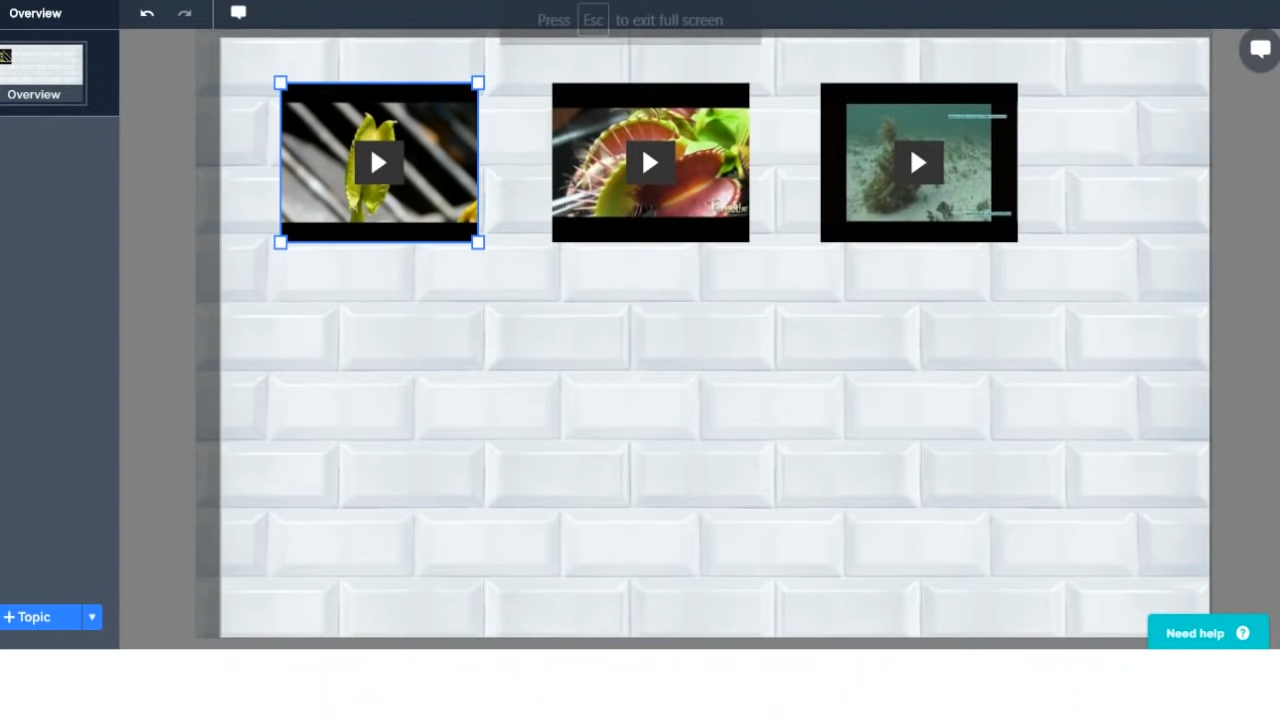 Overview
Press Esc to exit full screen
Overview
+ Topic
Need help ?